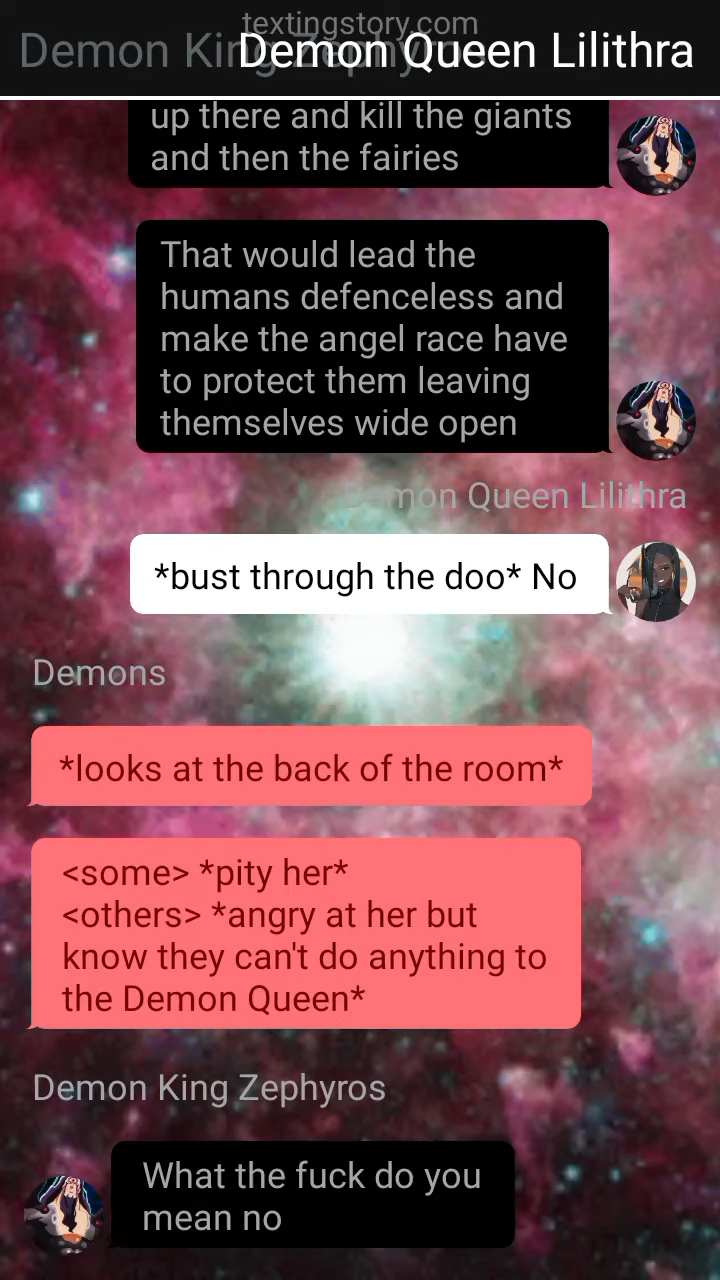 textingstory.com
Demon King Zephyros
Demon Queen Lilithra
up there and kill the giants
and then the fairies
That would lead the
humans defenceless and
make the angel race have
to protect them leaving
themselves wide open
Demon Queen Lilithra
*bust through the doo* No
Demons
*looks at the back of the room*
<some> *pity her*
<others> *angry at her but
know they can't do anything to
the Demon Queen*
Demon King Zephyros
What the fuck do you
mean no